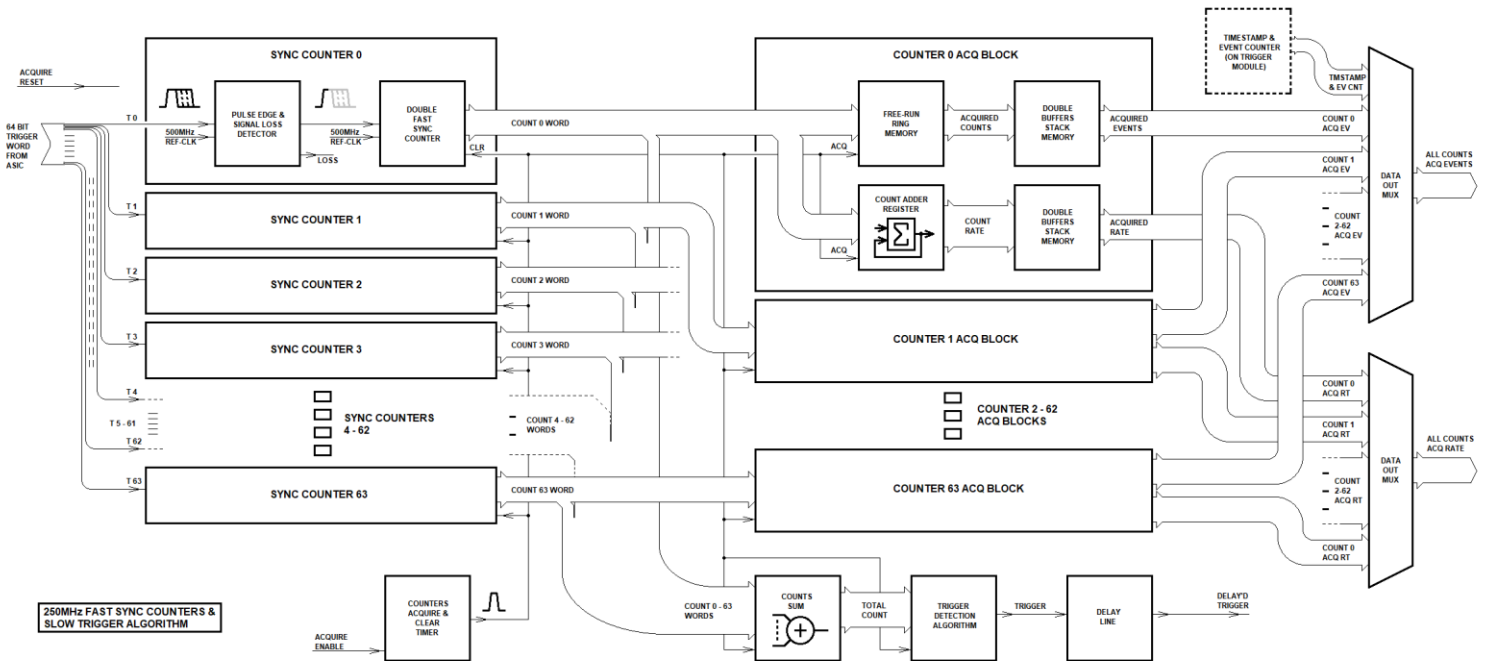 SYNC COUNTER 0
ACQUIRE
RESET
T 0
64 BIT
TRIGGER
WORD
FROM
ASIC
500MHz
REF-CLK
PULSE EDGE &
SIGNAL LOSS
DETECTOR
LOSS
500MHz
REF-CLK
DOUBLE
FAST
SYNC
COUNTER
CLR
COUNT 0 WORD
T 1
SYNC COUNTER 1
COUNT 1 WORD
T 2
SYNC COUNTER 2
COUNT 2 WORD
T 3
SYNC COUNTER 3
COUNT 3 WORD
T 4
T 5 - 61
T 62
SYNC COUNTERS
4 - 62
COUNT 4 - 62
WORDS
T 63
SYNC COUNTER 63
COUNT 63 WORD
COUNTER 0 ACQ BLOCK
ACQ
FREE-RUN
RING
MEMORY
ACQUIRED
COUNTS
DOUBLE
BUFFERS
STACK
MEMORY
ACQUIRED
EVENTS
ACQ
COUNT ADDER
REGISTER
Σ
COUNT
RATE
DOUBLE
BUFFERS
STACK
MEMORY
ACQUIRED
RATE
COUNTER 1 ACQ BLOCK
COUNTER 2 - 62
ACQ BLOCKS
COUNTER 63 ACQ BLOCK
TIMESTAMP &
EVENT COUNTER
(ON TRIGGER
MODULE)
TMSTAMP
& EV CNT
COUNT 0
ACQ EV
COUNT 1
ACQ EV
COUNT
2-62
ACQ EV
COUNT 63
ACQ EV
DATA
OUT
MUX
ALL COUNTS
ACQ EVENTS
COUNT 0
ACQ RT
COUNT 1
ACQ RT
COUNT
2-62
ACQ RT
COUNT 0
ACQ RT
DATA
OUT
MUX
ALL COUNTS
ACQ RATE
250MHz FAST SYNC COUNTERS &
SLOW TRIGGER ALGORITHM
ACQUIRE
ENABLE
COUNTERS
ACQUIRE &
CLEAR
TIMER
COUNT 0 - 63
WORDS
COUNTS
SUM
TOTAL
COUNT
TRIGGER
DETECTION
ALGORITHM
TRIGGER
DELAY
LINE
DELAY'D
TRIGGER